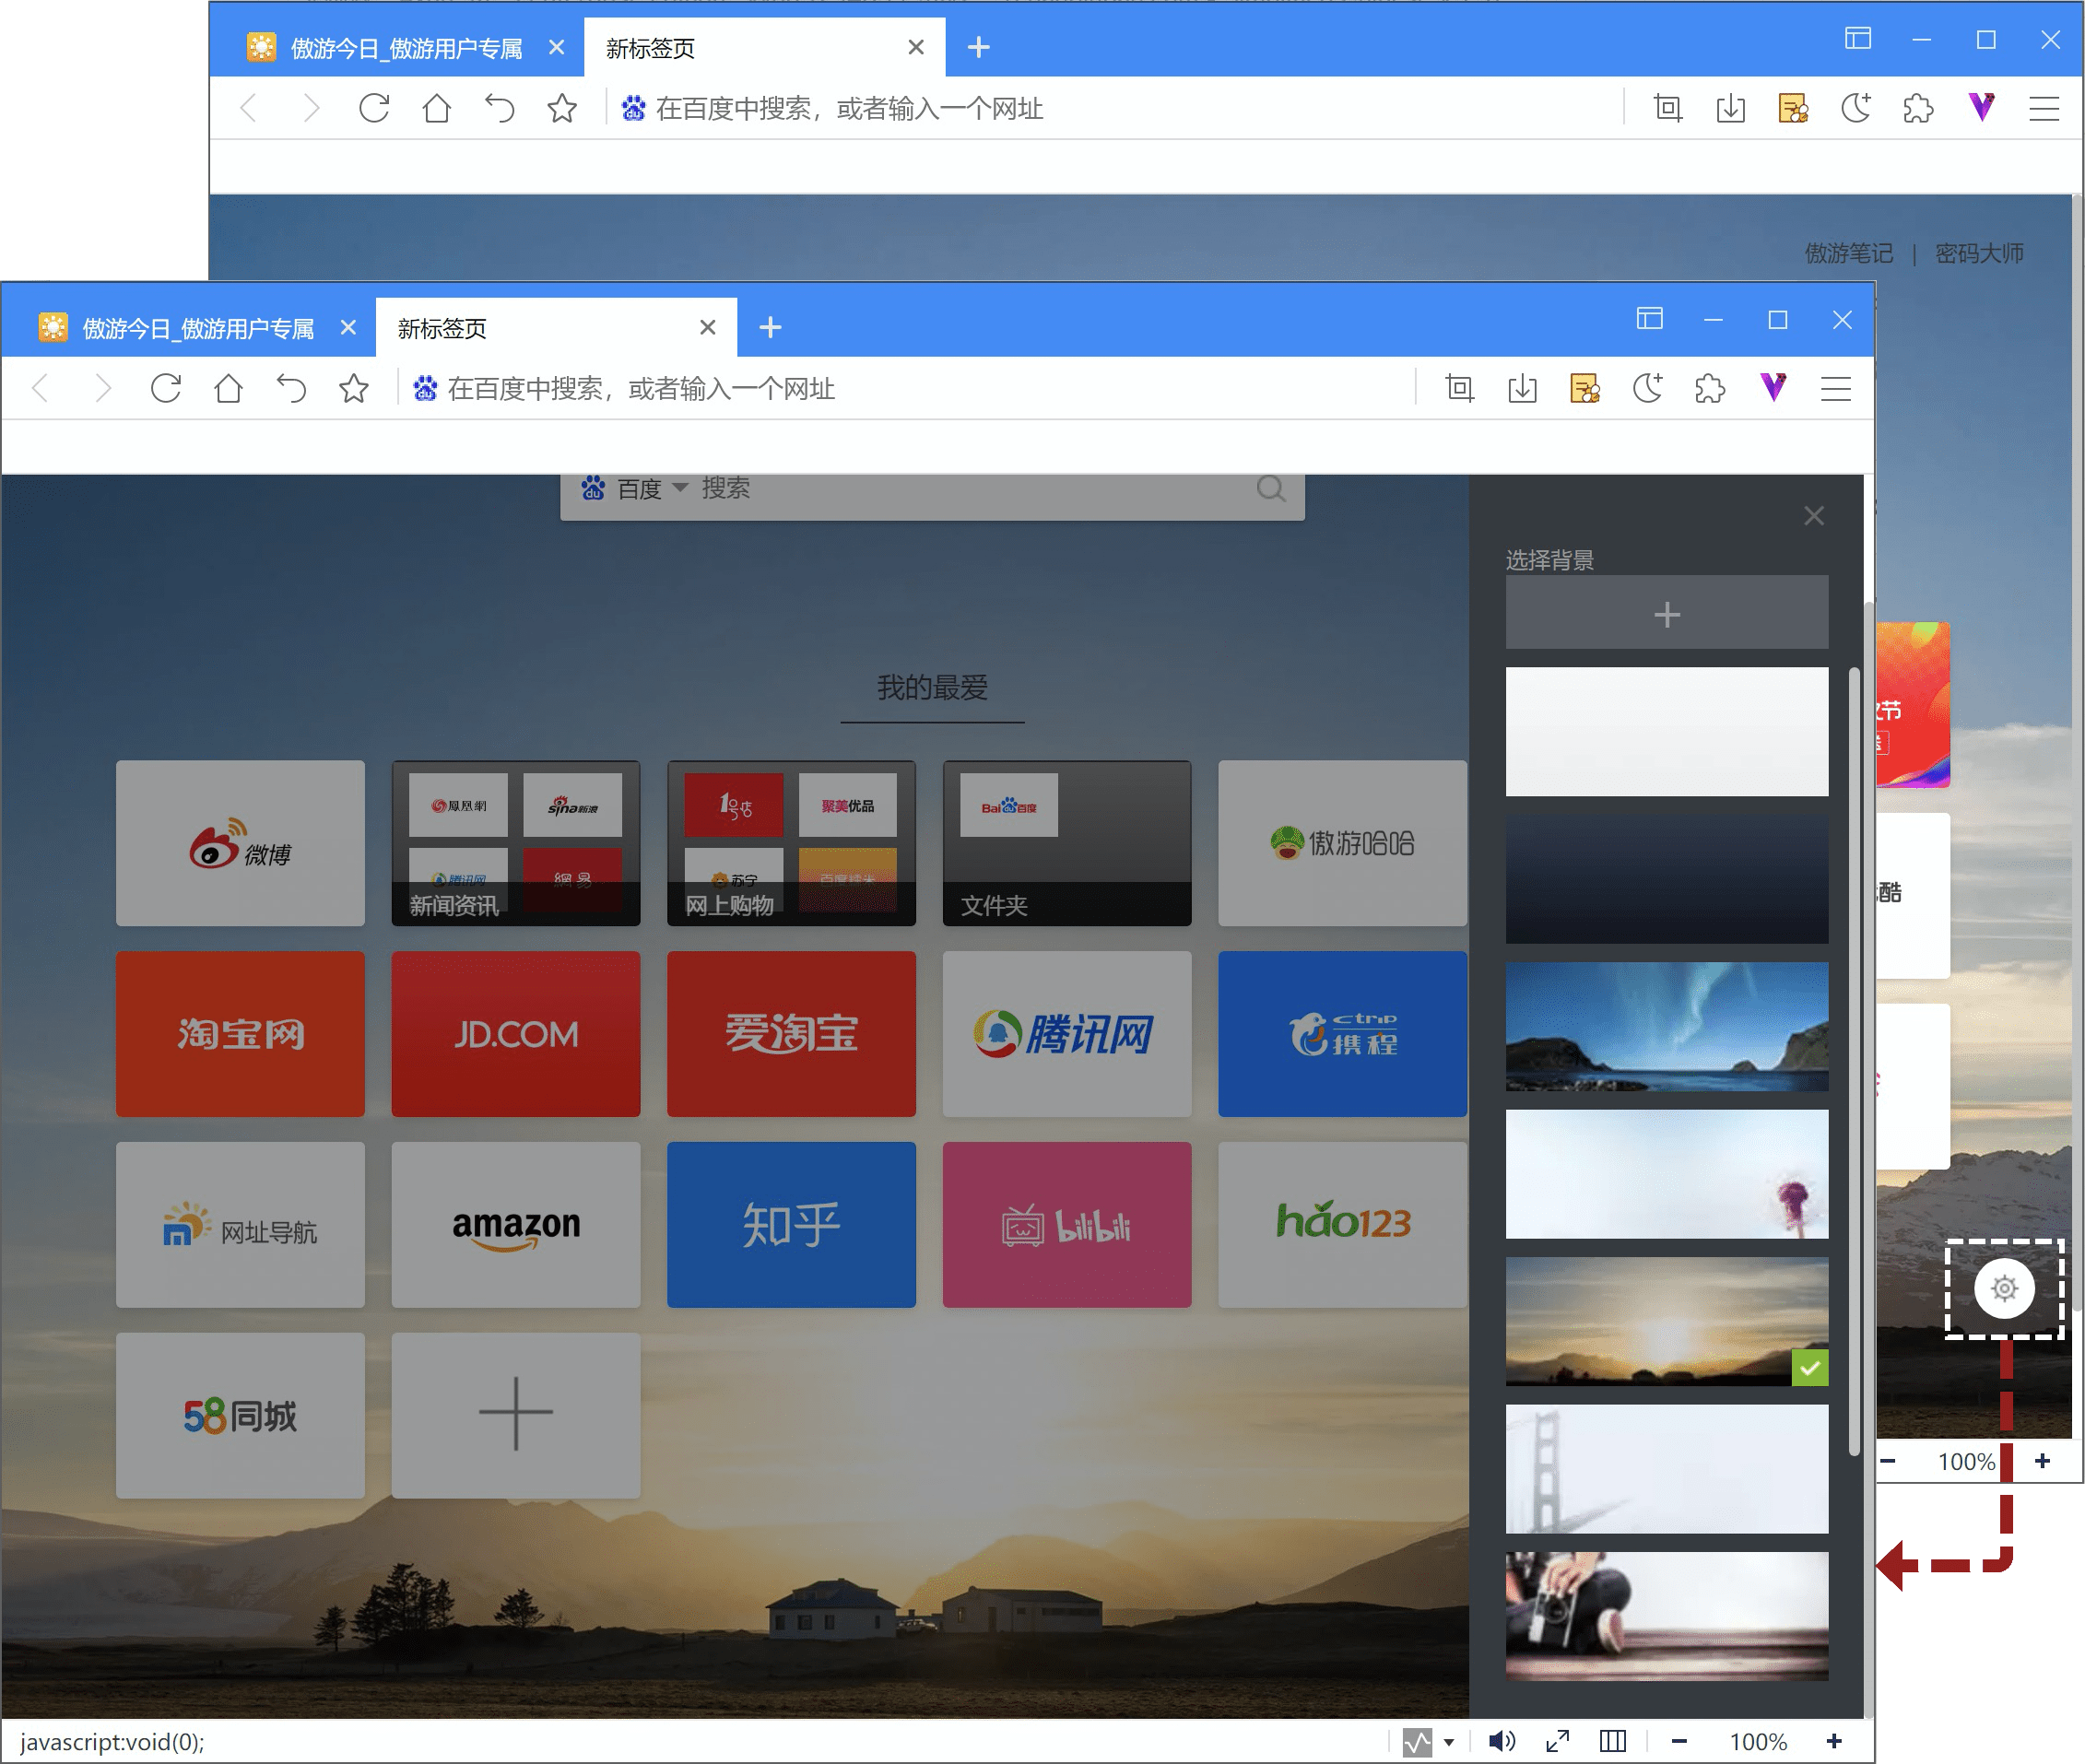 傲游今日_傲游用户专属
新标签页
在百度中搜索，或者输入一个网址
傲游笔记 | 密码大师
傲游今日_傲游用户专属
新标签页
在百度中搜索，或者输入一个网址
百度 搜索
选择背景
我的最爱
节
微博
鳳凰網
sina新浪
腾讯网
網易
新闻资讯
1号店
聚美优品
苏宁
百度糯米
网上购物
Bai du 百度
文件夹
傲游哈哈
酷
淘宝网
JD.COM
爱淘宝
腾讯网
ctrip
携程
网址导航
amazon
知乎
bilibili
hao123
58同城
100%
javascript:void(0);
100%